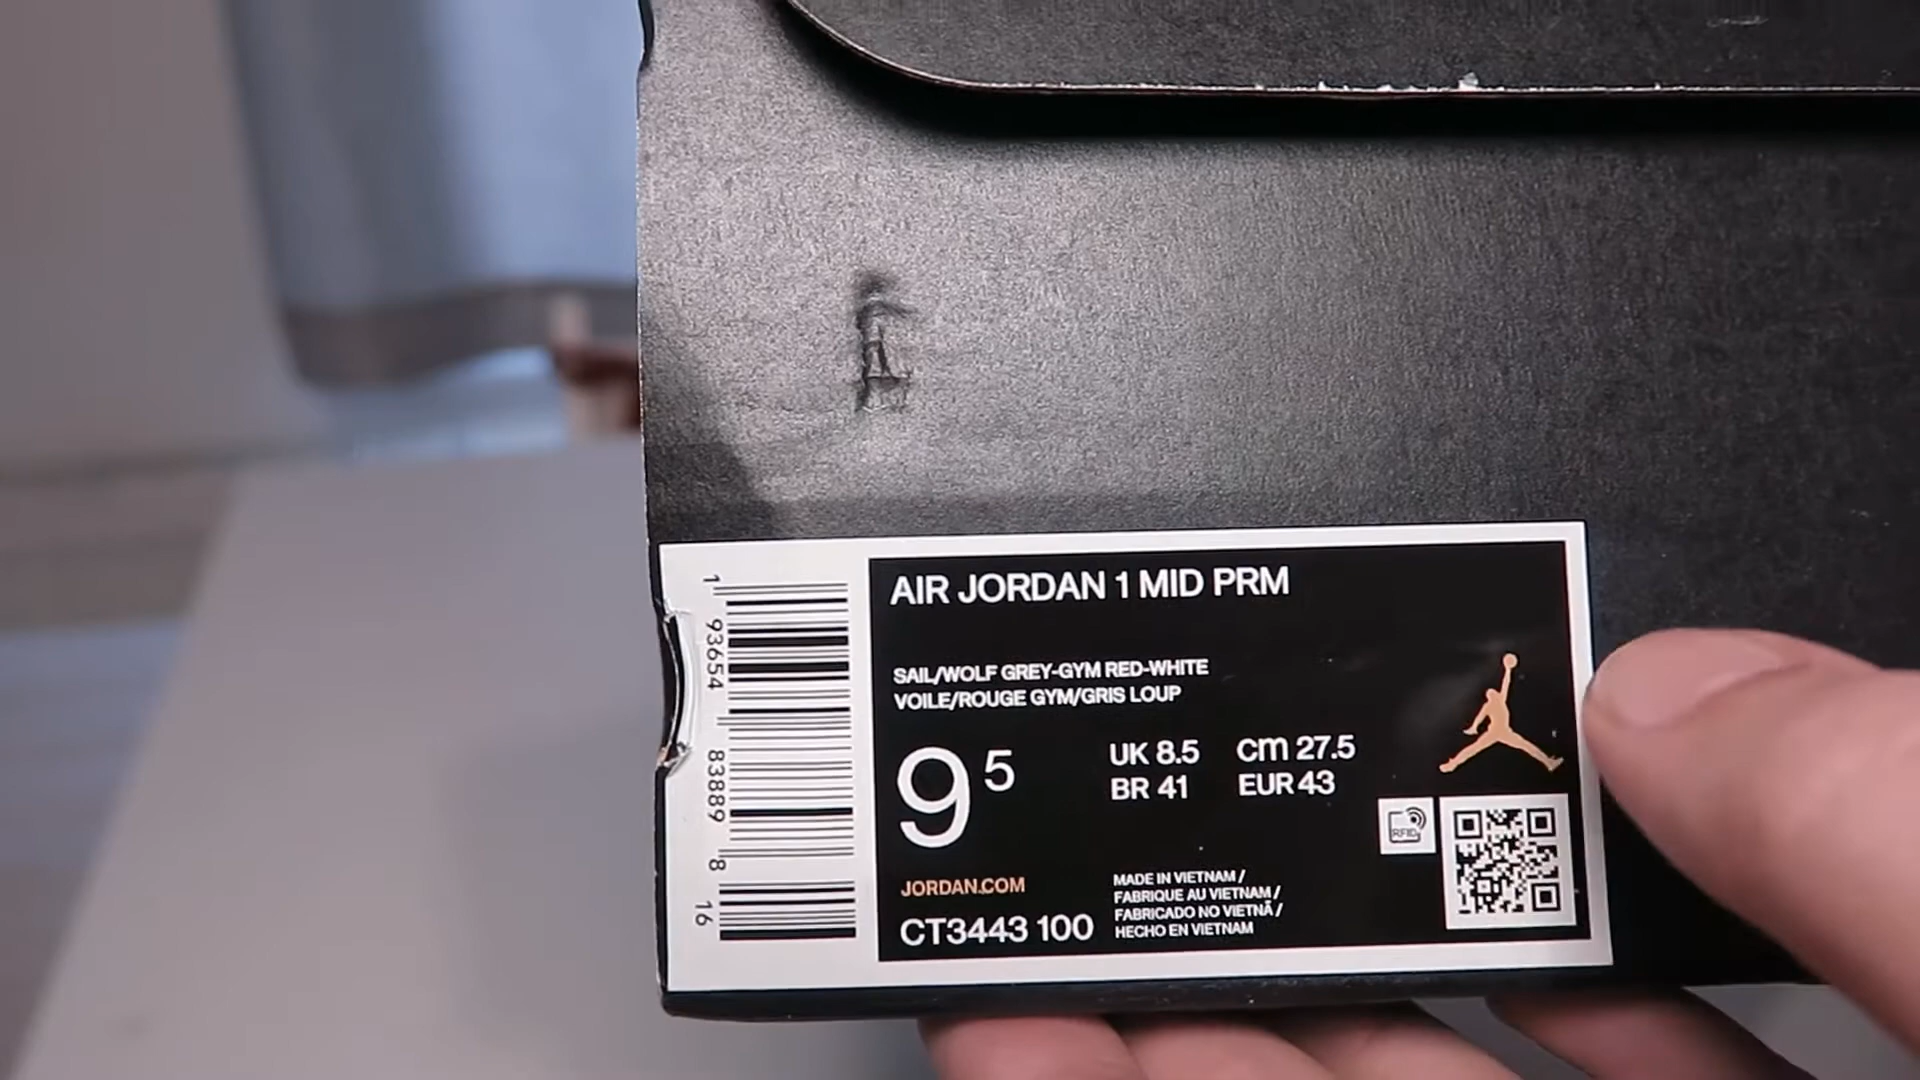 AIR JORDAN 1 MID PRM
SAIL/WOLF GREY-GYM RED-WHITE
VOILE/ROUGE GYM/GRIS LOUP
9 5
UK 8.5 cm 27.5
BR 41 EUR 43
RFID
JORDAN.COM
CT3443 100
MADE IN VIETNAM /
FABRIQUE AU VIETNAM /
FABRICADO NO VIETNÃ /
HECHO EN VIETNAM
1 93654 83889 8 16